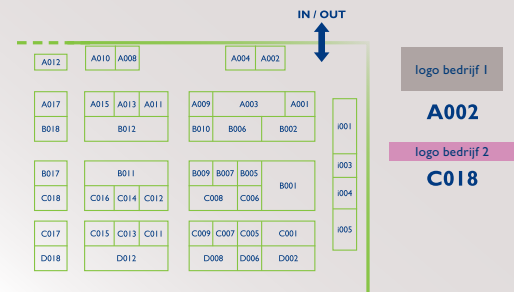 IN / OUT
A012 A010 A008 A004 A002
A017 A015 A013 A011 A009 A003 A001
B018 B012 B010 B006 B002
i001
i003
i004
i005
B017 B011 B009 B007 B005 B001
C018 C016 C014 C012 C008 C006
C017 C015 C013 C011 C009 C007 C005 C001
D018 D012 D008 D006 D002
logo bedrijf 1
A002
logo bedrijf 2
C018